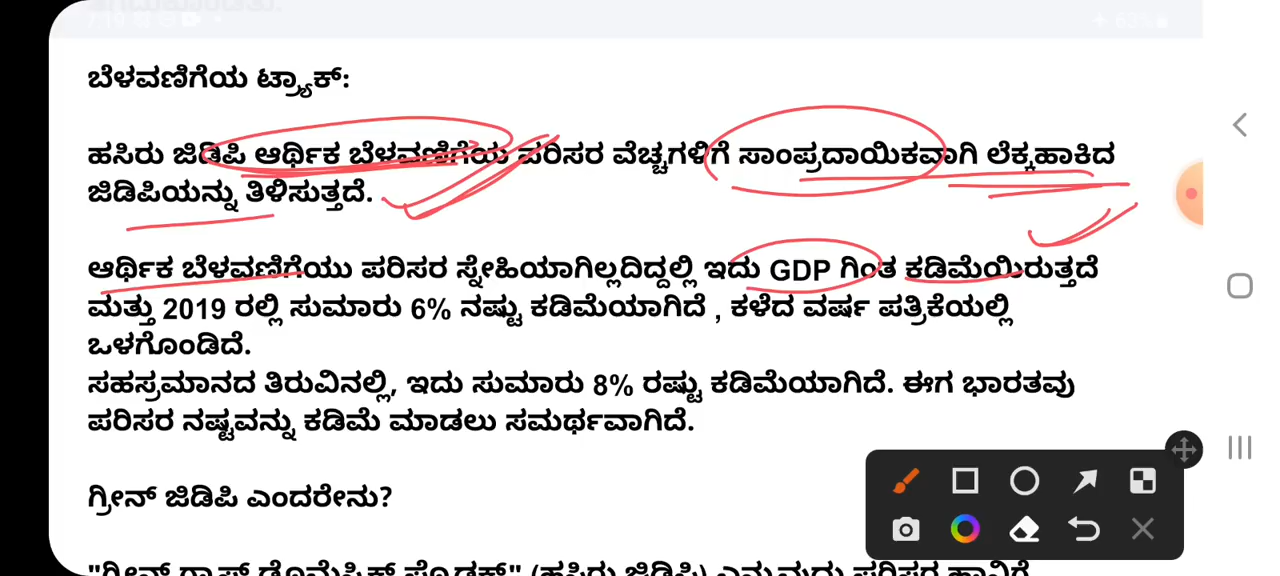 ಬೆಳವಣಿಗೆಯ ಟ್ರ್ಯಾಕ್:
ಹಸಿರು ಜಿಡಿಪಿ ಆರ್ಥಿಕ ಬೆಳವಣಿಗೆಯ ಪರಿಸರ ವೆಚ್ಚಗಳಿಗೆ ಸಾಂಪ್ರದಾಯಿಕವಾಗಿ ಲೆಕ್ಕಹಾಕಿದ
ಜಿಡಿಪಿಯನ್ನು ತಿಳಿಸುತ್ತದೆ.
ಆರ್ಥಿಕ ಬೆಳವಣಿಗೆಯು ಪರಿಸರ ಸ್ನೇಹಿಯಾಗಿಲ್ಲದಿದ್ದಲ್ಲಿ ಇದು GDP ಗಿಂತ ಕಡಿಮೆಯಿರುತ್ತದೆ
ಮತ್ತು 2019 ರಲ್ಲಿ ಸುಮಾರು 6% ನಷ್ಟು ಕಡಿಮೆಯಾಗಿದೆ , ಕಳೆದ ವರ್ಷ ಪತ್ರಿಕೆಯಲ್ಲಿ
ಒಳಗೊಂಡಿದೆ.
ಸಹಸ್ರಮಾನದ ತಿರುವಿನಲ್ಲಿ, ಇದು ಸುಮಾರು 8% ರಷ್ಟು ಕಡಿಮೆಯಾಗಿದೆ. ಈಗ ಭಾರತವು
ಪರಿಸರ ನಷ್ಟವನ್ನು ಕಡಿಮೆ ಮಾಡಲು ಸಮರ್ಥವಾಗಿದೆ.
ಗ್ರೀನ್ ಜಿಡಿಪಿ ಎಂದರೇನು?